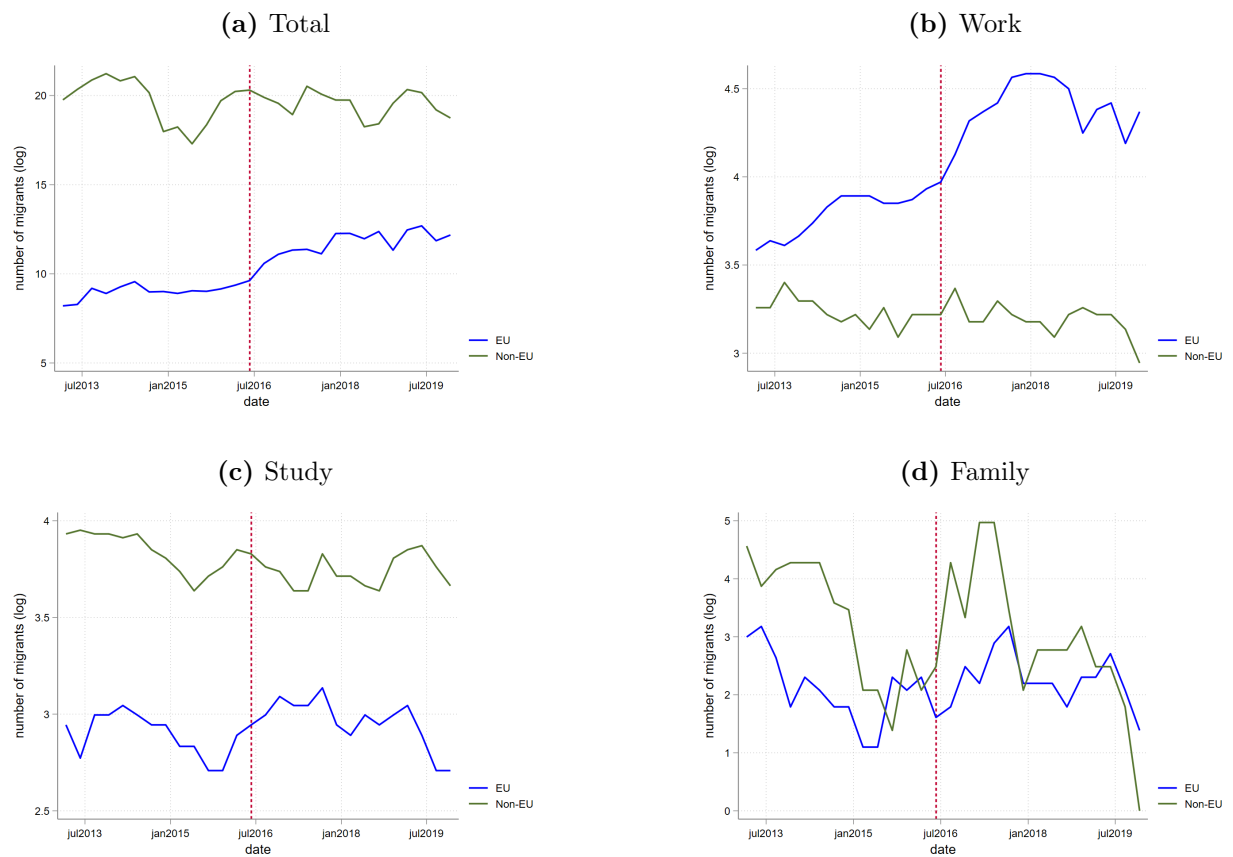 (a) Total
number of migrants (log)
20
15
10
5
jul2013 jan2015 jul2016 jan2018 jul2019
date
EU
Non-EU
(b) Work
number of migrants (log)
4.5
4
3.5
3
jul2013 jan2015 jul2016 jan2018 jul2019
date
EU
Non-EU
(c) Study
number of migrants (log)
4
3.5
3
2.5
jul2013 jan2015 jul2016 jan2018 jul2019
date
EU
Non-EU
(d) Family
number of migrants (log)
5
4
3
2
1
0
jul2013 jan2015 jul2016 jan2018 jul2019
date
EU
Non-EU